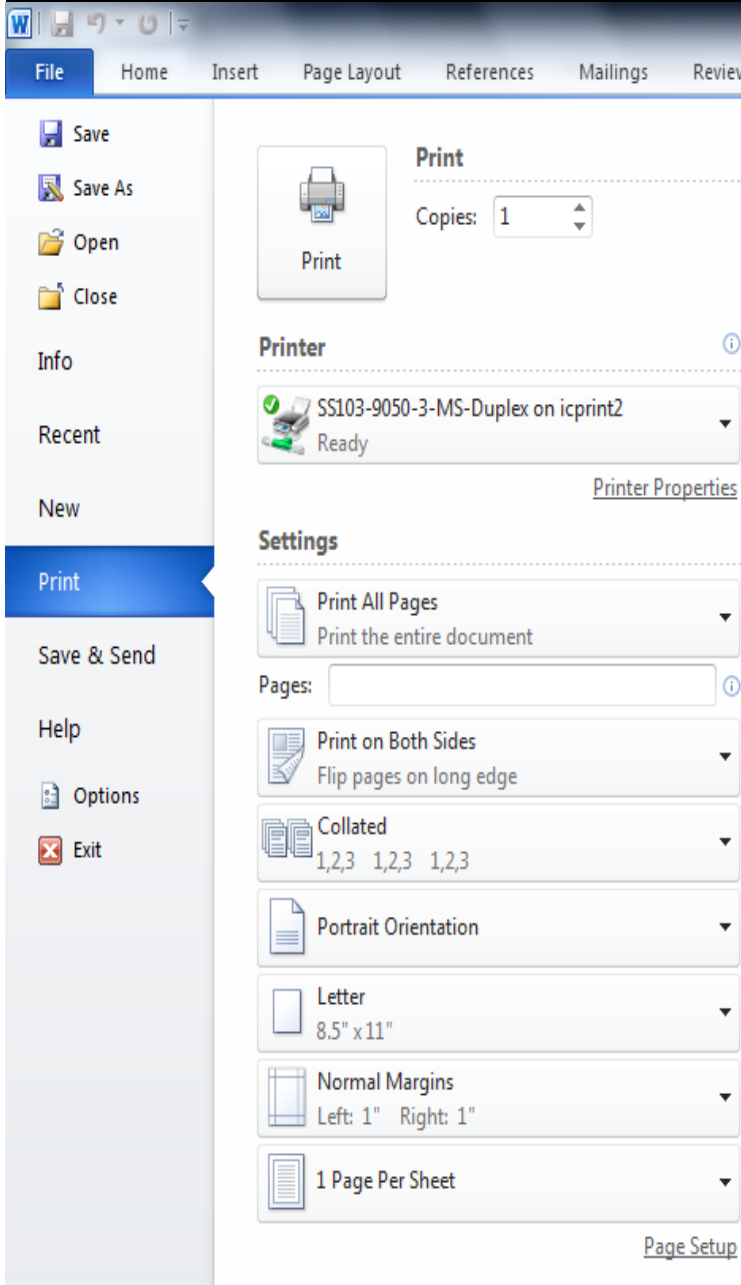 W
File Home Insert Page Layout References Mailings Review
Save
Save As
Open
Close
Info
Recent
New
Print
Save & Send
Help
Options
Exit
Print
Print
Copies: 1
Printer
SS103-9050-3-MS-Duplex on icprint2
Ready
Printer Properties
Settings
Print All Pages
Print the entire document
Pages:
Print on Both Sides
Flip pages on long edge
Collated
1,2,3 1,2,3 1,2,3
Portrait Orientation
Letter
8.5" x 11"
Normal Margins
Left: 1" Right: 1"
1 Page Per Sheet
Page Setup